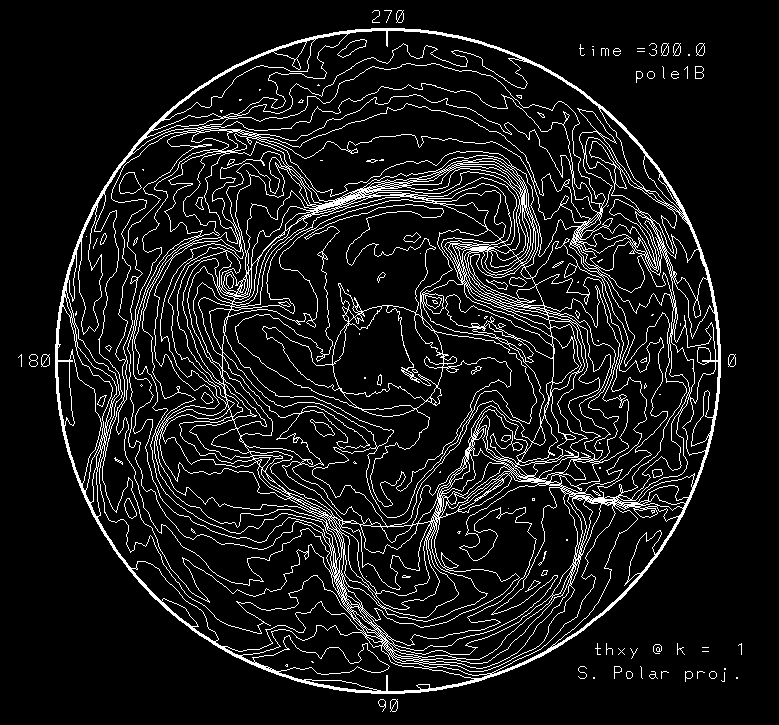 270
time =300.0
pole1B
180
0
thxy @ k =  1
S. Polar proj.
90